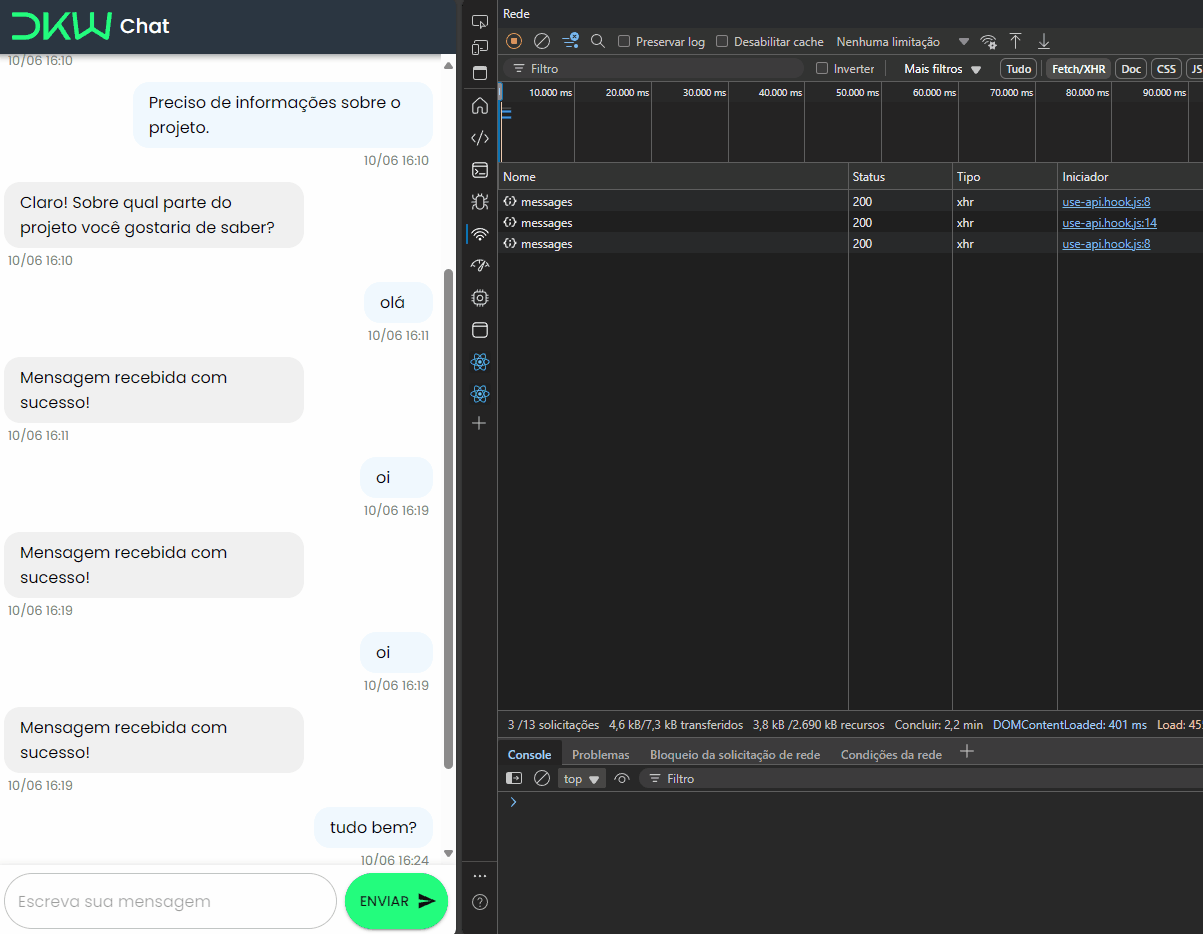 DKW Chat
10/06 16:10
Preciso de informações sobre o
projeto.
10/06 16:10
Claro! Sobre qual parte do
projeto você gostaria de saber?
10/06 16:10
olá
10/06 16:11
Mensagem recebida com
sucesso!
10/06 16:11
oi
10/06 16:19
Mensagem recebida com
sucesso!
10/06 16:19
oi
10/06 16:19
Mensagem recebida com
sucesso!
10/06 16:19
tudo bem?
10/06 16:24
Escreva sua mensagem
ENVIAR
Rede
Preservar log
Desabilitar cache
Nenhuma limitação
Filtro
Inverter
Mais filtros
Tudo
Fetch/XHR
Doc
CSS
JS
10.000 ms
20.000 ms
30.000 ms
40.000 ms
50.000 ms
60.000 ms
70.000 ms
80.000 ms
90.000 ms
Nome Status Tipo Iniciador
messages 200 xhr use-api.hook.js:8
messages 200 xhr use-api.hook.js:14
messages 200 xhr use-api.hook.js:8
3 /13 solicitações 4,6 kB/7,3 kB transferidos 3,8 kB /2.690 kB recursos Concluir: 2,2 min DOMContentLoaded: 401 ms Load: 45
Console Problemas Bloqueio da solicitação de rede Condições da rede
top
Filtro